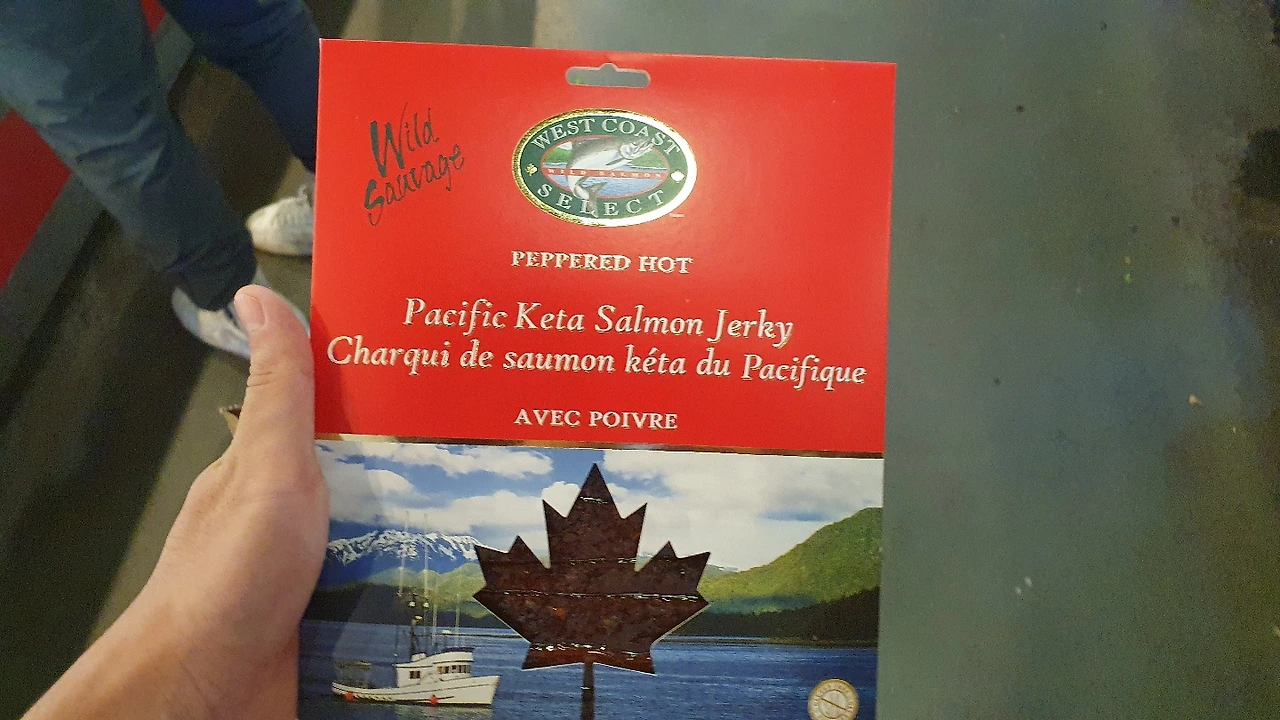 Wild
Sauvage
WEST COAST
WILD SALMON
SELECT
PEPPERED HOT
Pacific Keta Salmon Jerky
Charqui de saumon kéta du Pacifique
AVEC POIVRE